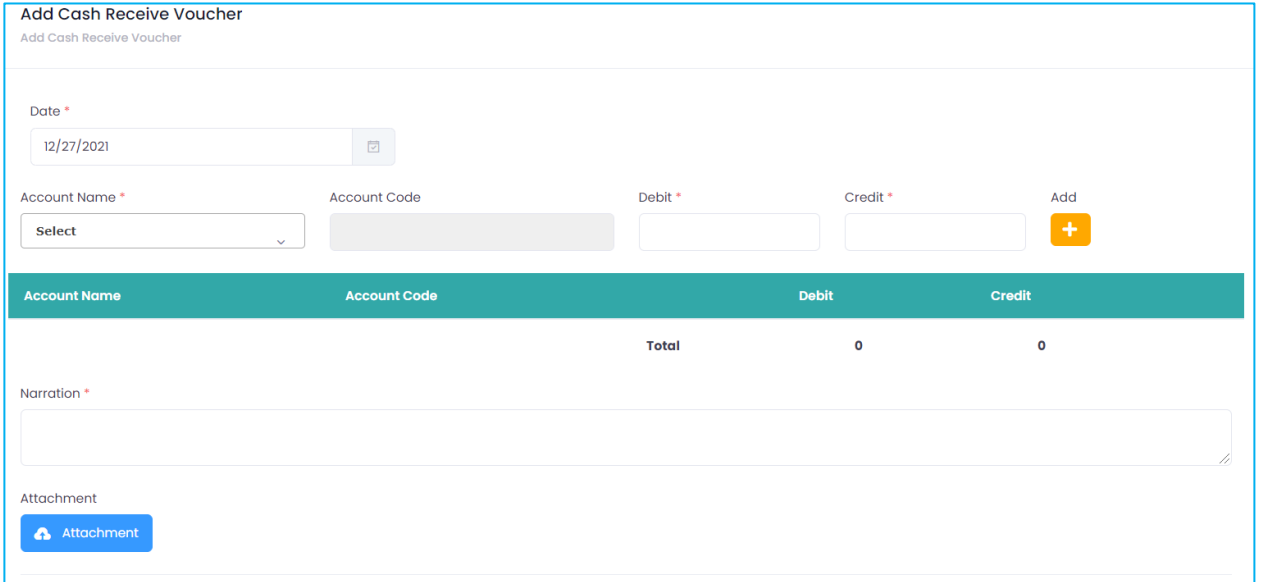 Add Cash Receive Voucher
Add Cash Receive Voucher
Date *
12/27/2021
Account Name * Account Code Debit * Credit * Add
Select
Account Name Account Code Debit Credit
Total 0 0
Narration *
Attachment
Attachment